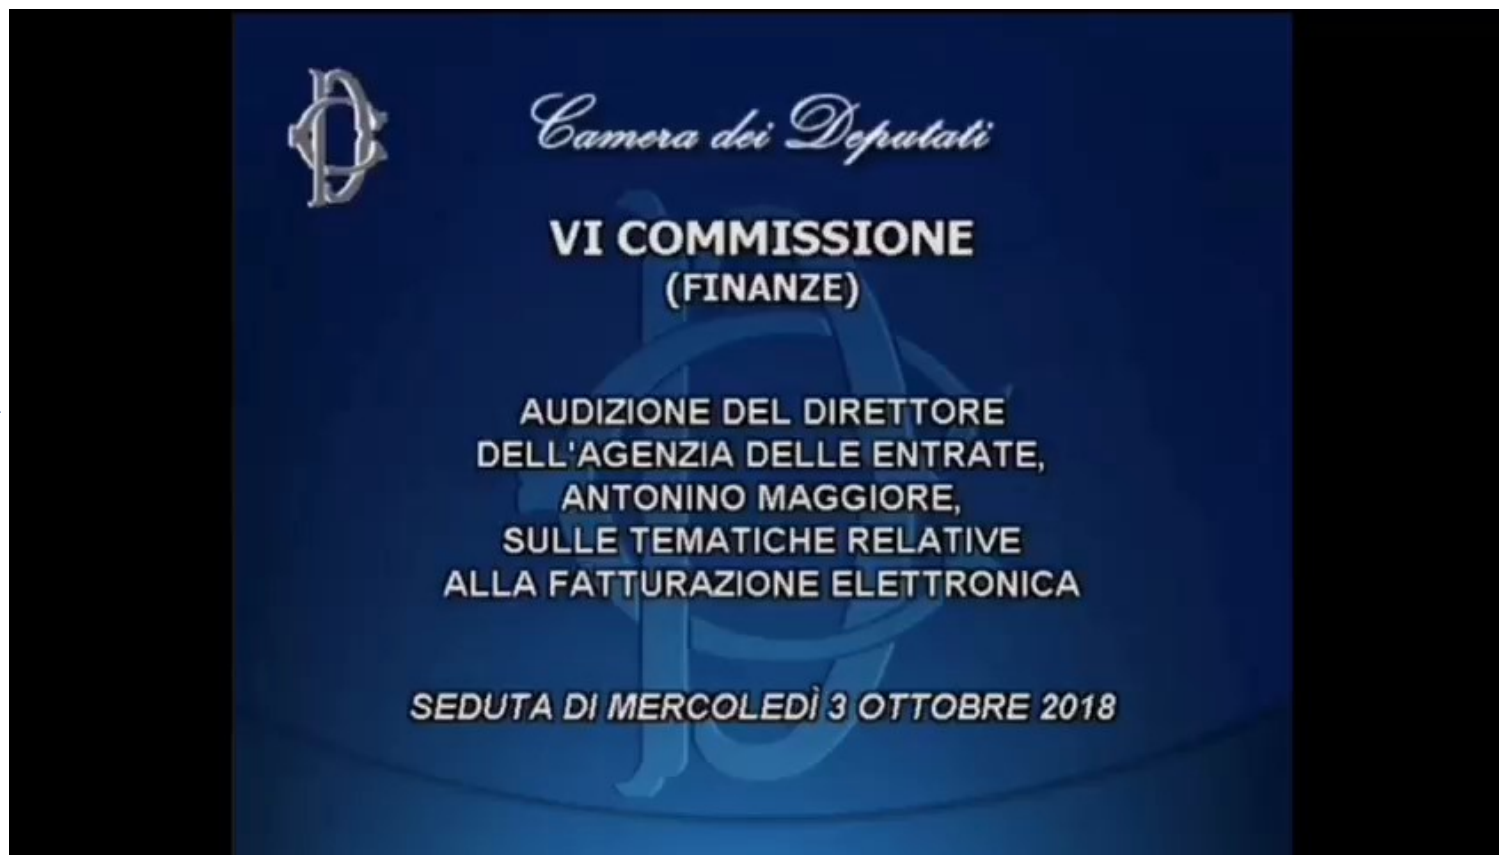 Camera dei Deputati
VI COMMISSIONE
(FINANZE)
AUDIZIONE DEL DIRETTORE
DELL'AGENZIA DELLE ENTRATE,
ANTONINO MAGGIORE,
SULLE TEMATICHE RELATIVE
ALLA FATTURAZIONE ELETTRONICA
SEDUTA DI MERCOLEDÌ 3 OTTOBRE 2018